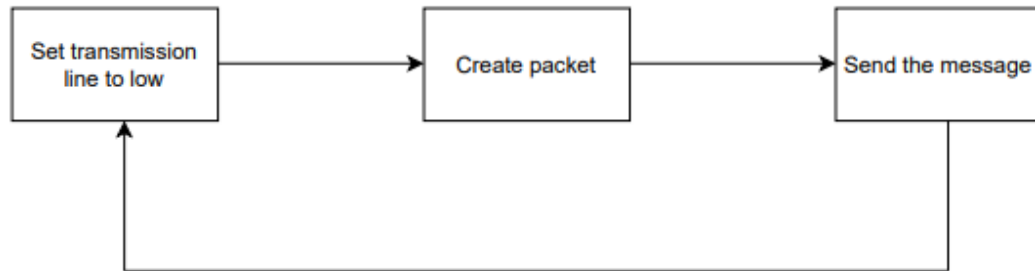 Set transmission
line to low
Create packet
Send the message